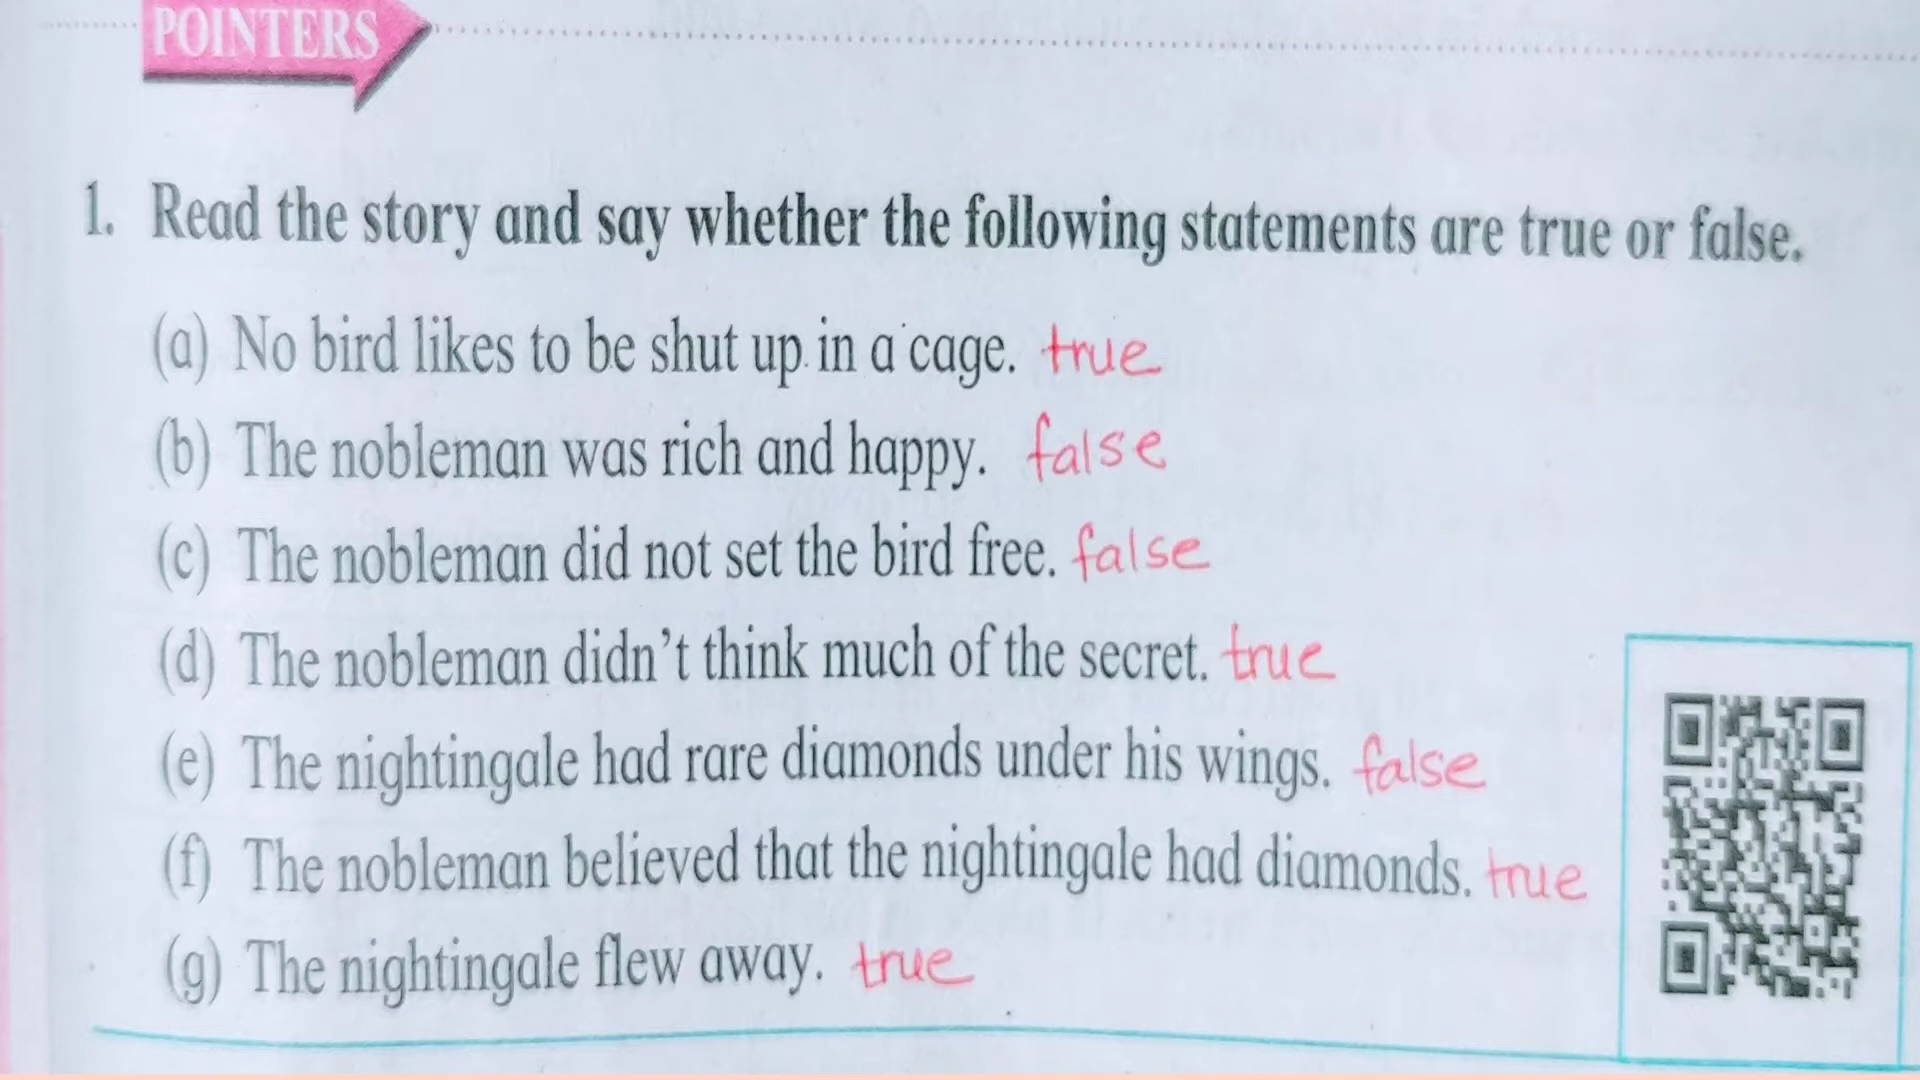 POINTERS
1. Read the story and say whether the following statements are true or false.
(a) No bird likes to be shut up in a cage. true
(b) The nobleman was rich and happy. false
(c) The nobleman did not set the bird free. false
(d) The nobleman didn't think much of the secret. true
(e) The nightingale had rare diamonds under his wings. false
(f) The nobleman believed that the nightingale had diamonds. true
(g) The nightingale flew away. true